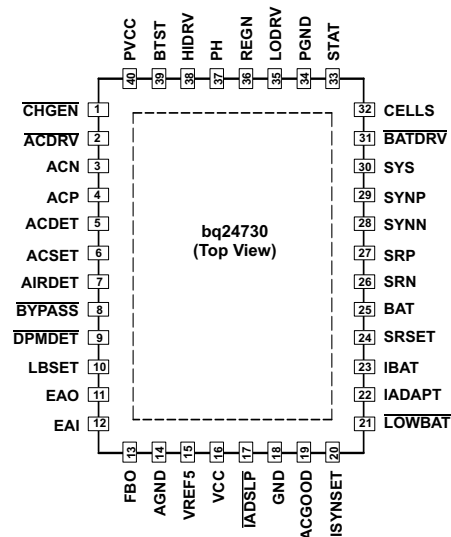 PVCC
BTST
HIDRV
PH
REGN
LODRV
PGND
STAT
40
39
38
37
36
35
34
33
CHGEN 1
ACDRV 2
ACN 3
ACP 4
ACDET 5
ACSET 6
AIRDET 7
BYPASS 8
DPMDET 9
LBSET 10
EAO 11
EAI 12
bq24730
(Top View)
32 CELLS
31 BATDRV
30 SYS
29 SYNP
28 SYNN
27 SRP
26 SRN
25 BAT
24 SRSET
23 IBAT
22 IADAPT
21 LOWBAT
13
14
15
16
17
18
19
20
FBO
AGND
VREF5
VCC
IADSLP
GND
ACGOOD
ISYNSET